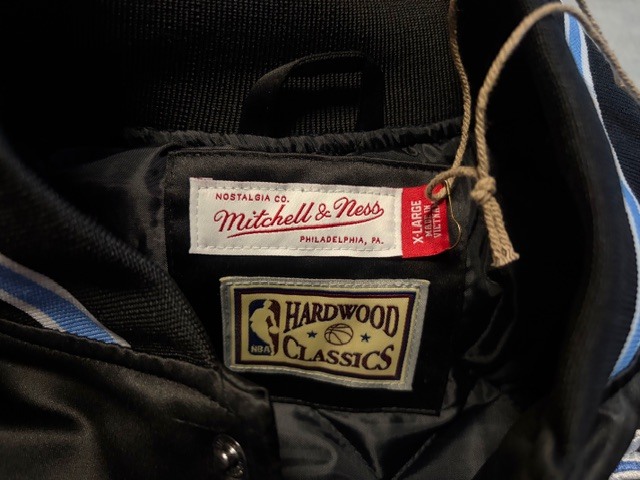 NOSTALGIA CO.
Mitchell & Ness
PHILADELPHIA, PA.
X-LARGE
MADE IN
VIETNAM
HARDWOOD
NBA
CLASSICS